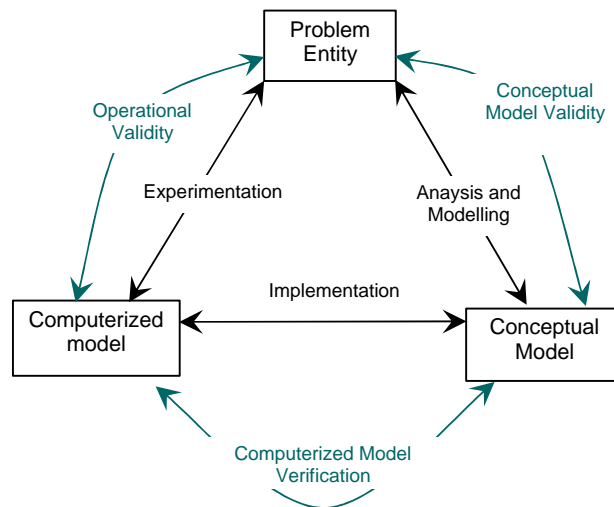 Problem
Entity
Operational
Validity
Conceptual
Model Validity
Experimentation
Anaysis and
Modelling
Implementation
Computerized
model
Conceptual
Model
Computerized Model
Verification